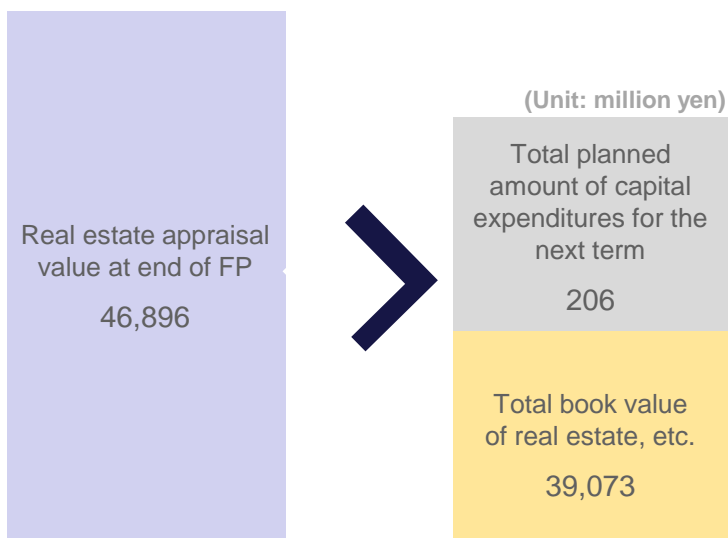 Real estate appraisal
value at end of FP
46,896
(Unit: million yen)
Total planned
amount of capital
expenditures for the
next term
206
Total book value
of real estate, etc.
39,073